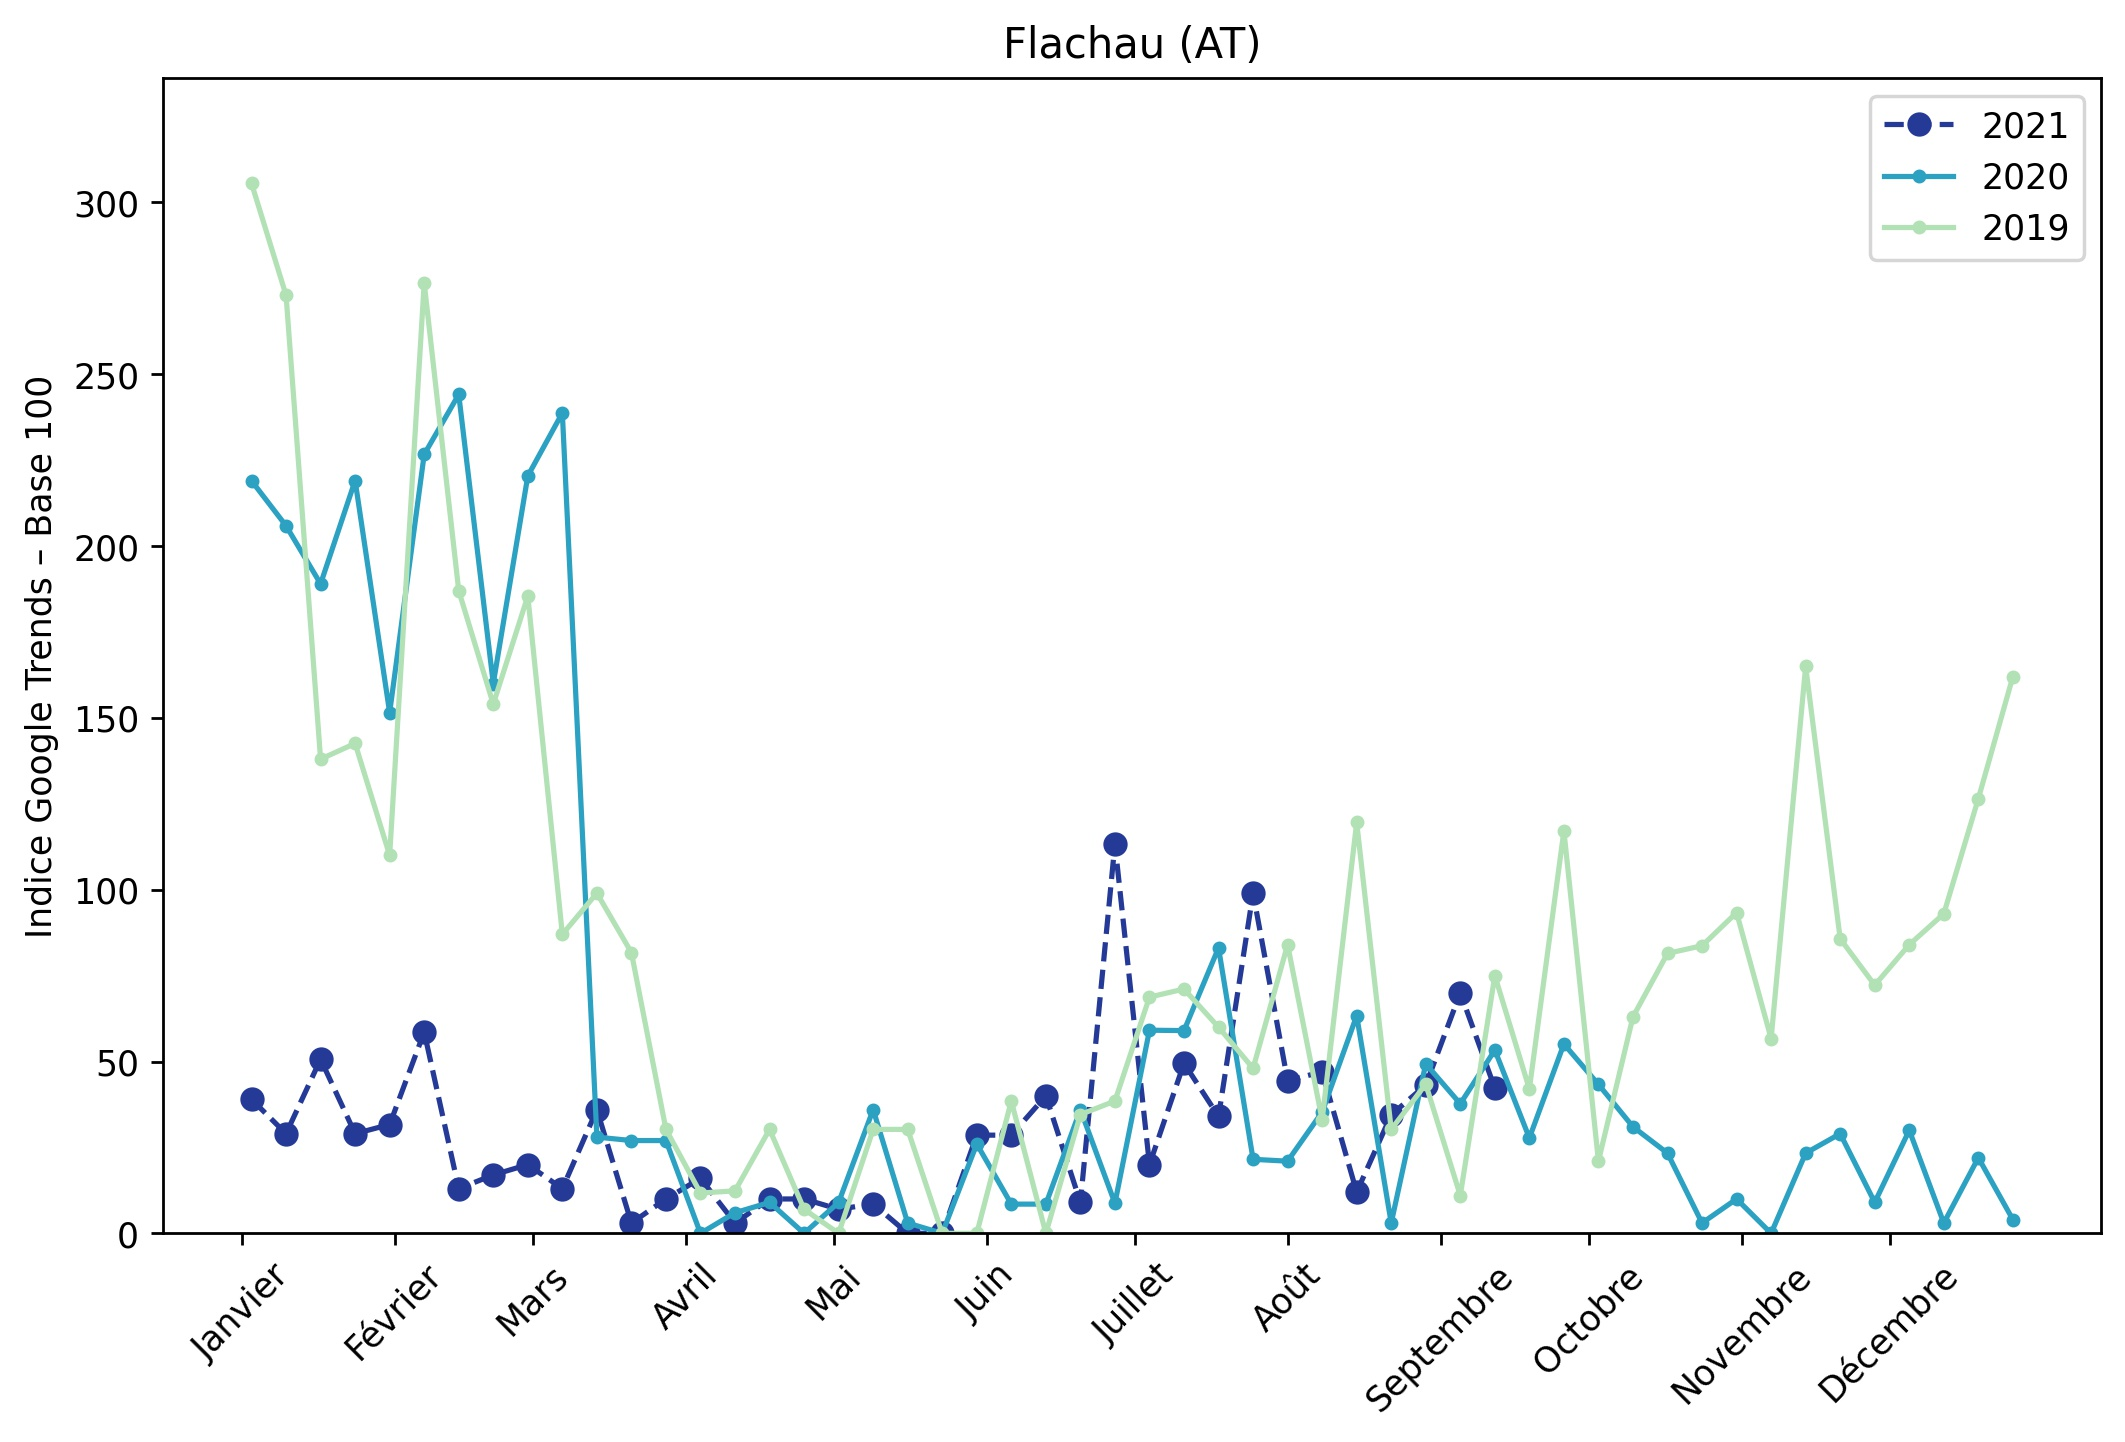 Flachau (AT)
2021
2020
2019
Indice Google Trends – Base 100
300
250
200
150
100
50
0
Janvier
Février
Mars
Avril
Mai
Juin
Juillet
Août
Septembre
Octobre
Novembre
Décembre